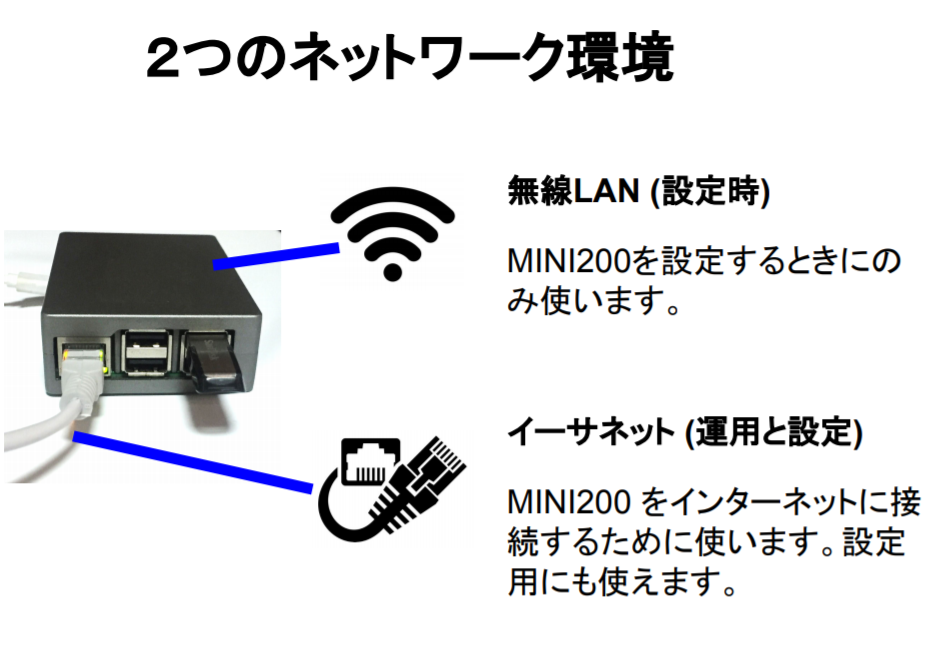 2つのネットワーク環境
無線LAN (設定時)
MINI200を設定するときにの
み使います。
イーサネット (運用と設定)
MINI200 をインターネットに接
続するために使います。設定
用にも使えます。